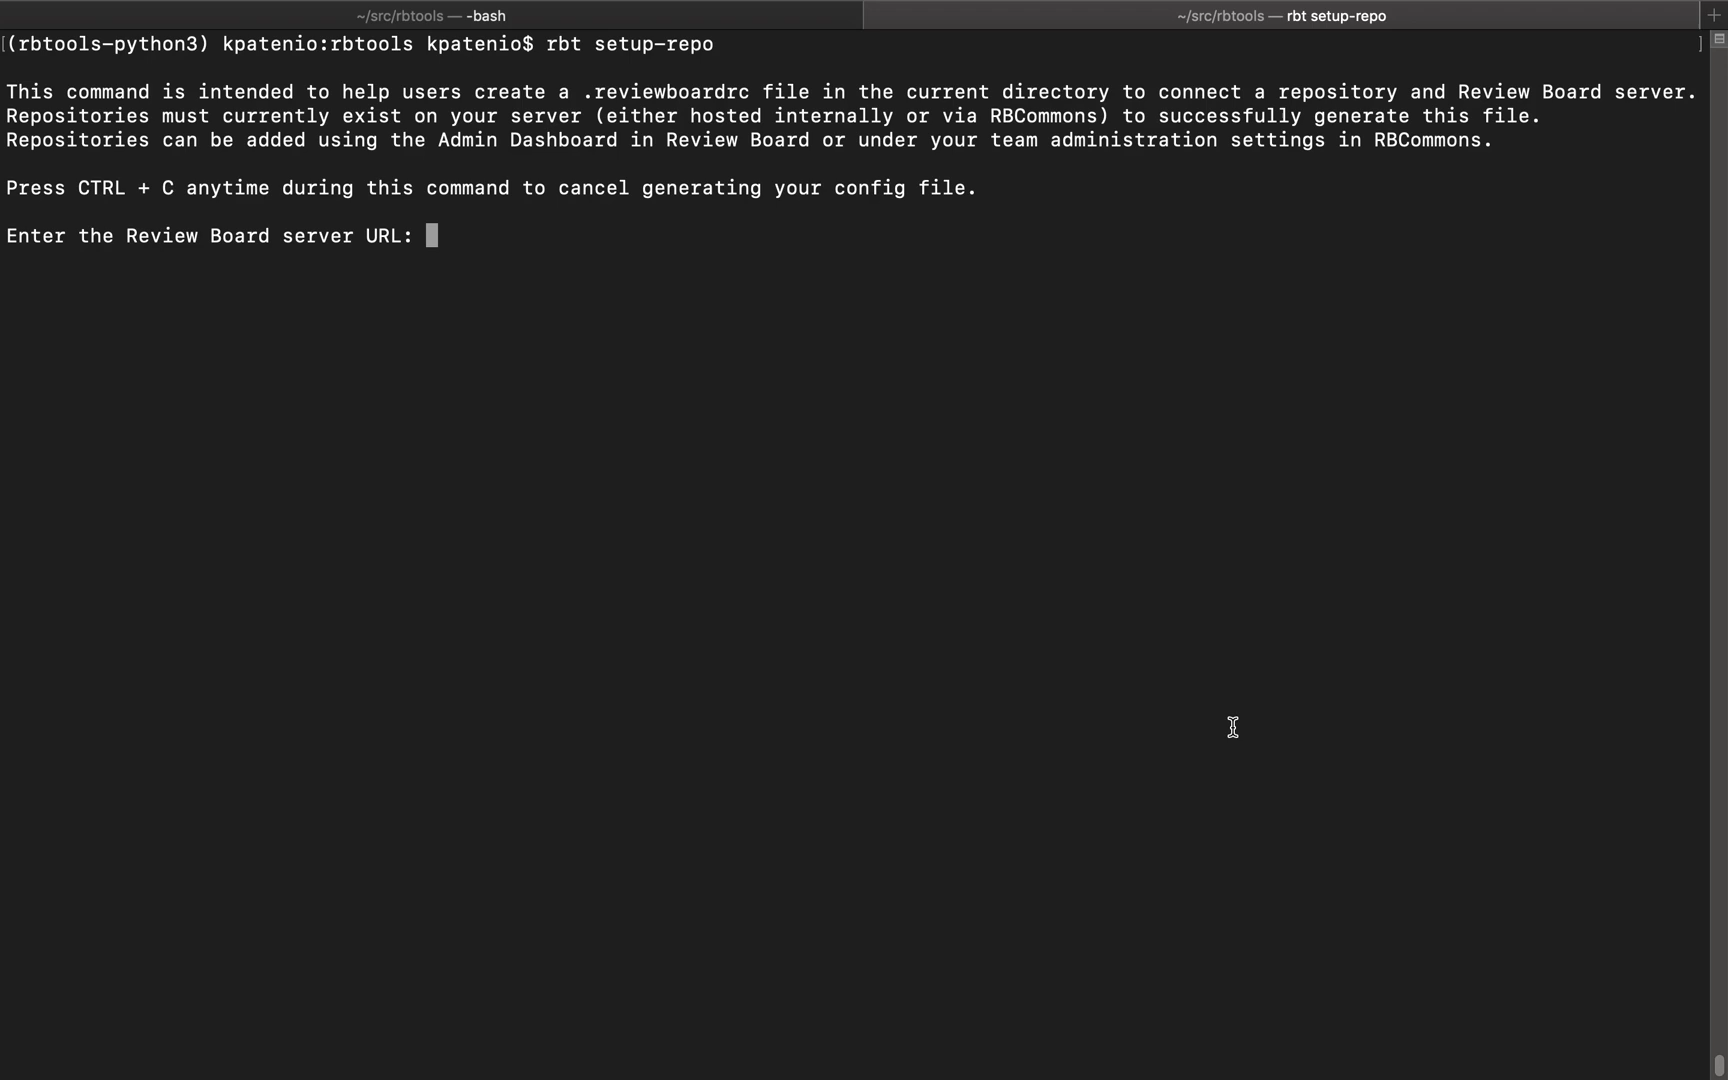 ~/src/rbtools — -bash
~/src/rbtools — rbt setup-repo
[(rbtools-python3) kpatenio:rbtools kpatenio$ rbt setup-repo ]
This command is intended to help users create a .reviewboardrc file in the current directory to connect a repository and Review Board server.
Repositories must currently exist on your server (either hosted internally or via RBCommons) to successfully generate this file.
Repositories can be added using the Admin Dashboard in Review Board or under your team administration settings in RBCommons.
Press CTRL + C anytime during this command to cancel generating your config file.
Enter the Review Board server URL: